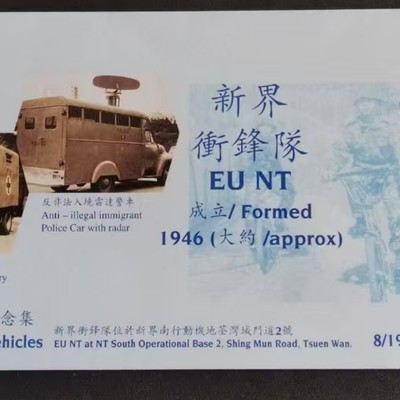 新界
衝鋒隊
EU NT
成立/ Formed
1946 (大約 /approx)
反非法入境雷達警車
Anti – illegal immigrant
Police Car with radar
念集
新界衝鋒隊位於新界南行動機地荃灣城門道2號
EU NT at NT South Operational Base 2, Shing Mun Road, Tsuen Wan.
8/19